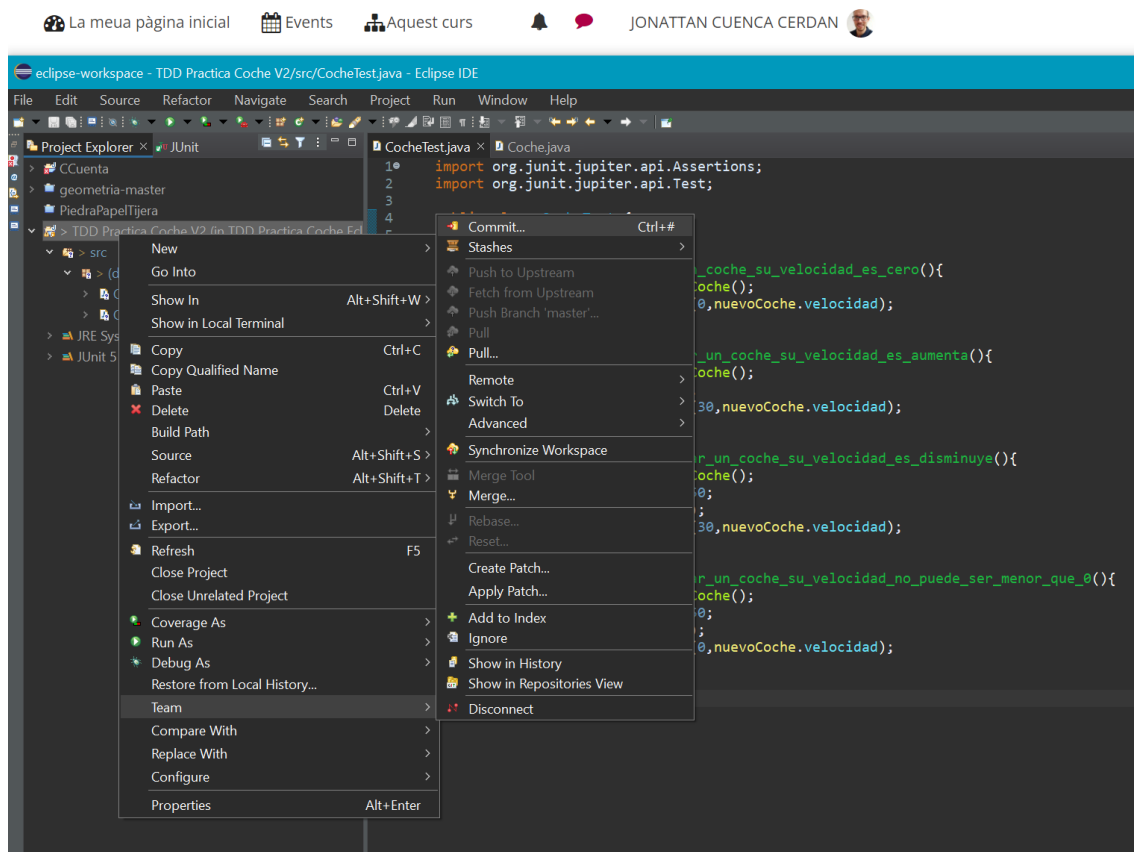 La meua pàgina inicial Events Aquest curs JONATTAN CUENCA CERDAN
eclipse-workspace - TDD Practica Coche V2/src/CocheTest.java - Eclipse IDE
File Edit Source Refactor Navigate Search Project Run Window Help
Project Explorer × JUnit
CCuenta
geometria-master
PiedraPapelTijera
> TDD Practica Coche V2 (in TDD Practica Coche Ecl
> src
> (d
JRE Sys
JUnit 5
New
Go Into
Show In Alt+Shift+W >
Show in Local Terminal
Copy Ctrl+C
Copy Qualified Name
Paste Ctrl+V
Delete Delete
Build Path
Source Alt+Shift+S >
Refactor Alt+Shift+T >
Import...
Export...
Refresh F5
Close Project
Close Unrelated Project
Coverage As
Run As
Debug As
Restore from Local History...
Team
Compare With
Replace With
Configure
Properties Alt+Enter
Commit... Ctrl+#
Stashes
Push to Upstream
Fetch from Upstream
Push Branch 'master'...
Pull
Pull...
Remote
Switch To
Advanced
Synchronize Workspace
Merge Tool
Merge...
Rebase...
Reset...
Create Patch...
Apply Patch...
Add to Index
Ignore
Show in History
Show in Repositories View
Disconnect
CocheTest.java × Coche.java
1 import org.junit.jupiter.api.Assertions;
2 import org.junit.jupiter.api.Test;
3
4
_coche_su_velocidad_es_cero(){
oche();
0,nuevoCoche.velocidad);
r_un_coche_su_velocidad_es_aumenta(){
oche();
30,nuevoCoche.velocidad);
ar_un_coche_su_velocidad_es_disminuye(){
oche();
0;
;
30,nuevoCoche.velocidad);
ar_un_coche_su_velocidad_no_puede_ser_menor_que_0(){
oche();
0;
;
0,nuevoCoche.velocidad);